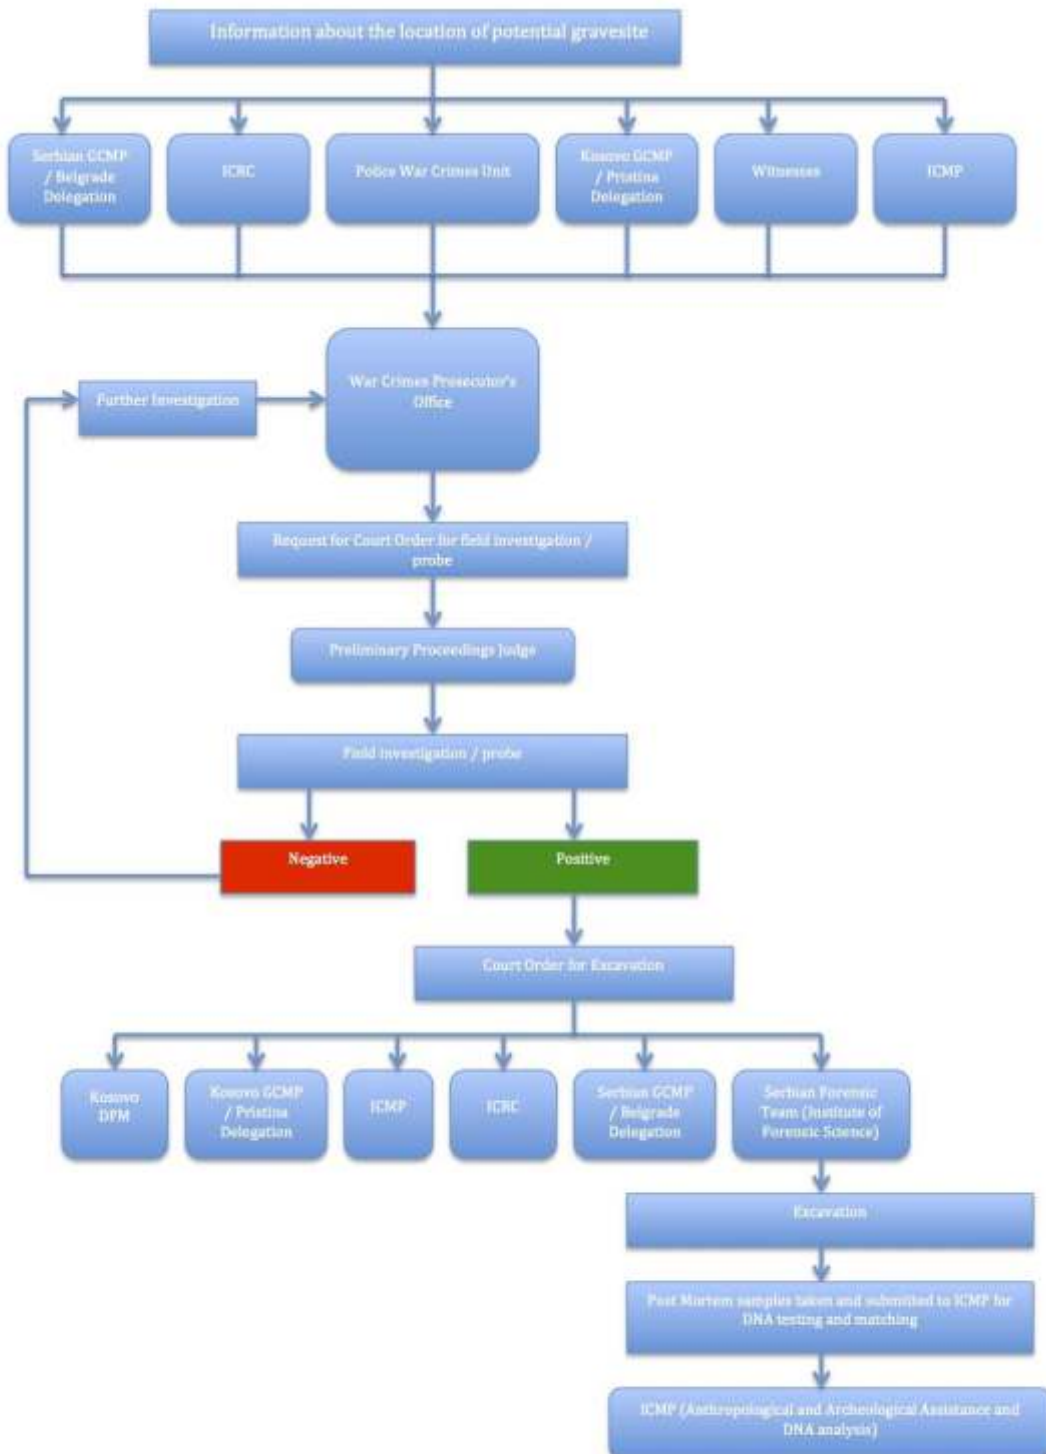 Information about the location of potential gravesite
Serbian GCMP
/ Belgrade
Delegation
ICRC
Police War Crimes Unit
Kosovo GCMP
/ Pristina
Delegation
Witnesses
ICMP
War Crimes Prosecutor's
Office
Further Investigation
Request for Court Order for field investigation /
probe
Preliminary Proceedings Judge
Field investigation / probe
Negative
Positive
Court Order for Excavation
Kosovo
DPM
Kosovo GCMP
/ Pristina
Delegation
ICMP
ICRC
Serbian GCMP
/ Belgrade
Delegation
Serbian Forensic
Team (Institute of
Forensic Science)
Excavation
Post Mortem samples taken and submitted to ICMP for
DNA testing and matching
ICMP (Anthropological and Archeological Assistance and
DNA analysis)